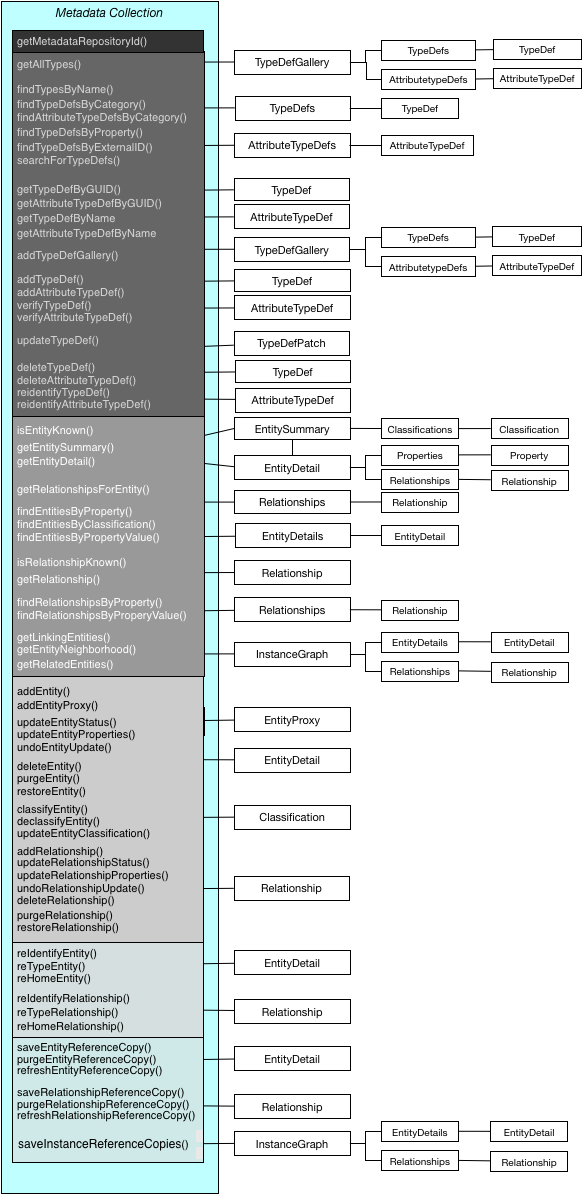 Metadata Collection
getMetadataRepositoryId()
getAllTypes()
TypeDefGallery
TypeDefs
TypeDef
AttributetypeDefs
AttributeTypeDef
findTypesByName()
findTypeDefsByCategory()
findAttributeTypeDefsByCategory()
TypeDefs
TypeDef
findTypeDefsByProperty()
findTypeDefsByExternalID()
searchForTypeDefs()
AttributeTypeDefs
AttributeTypeDef
getTypeDefByGUID()
TypeDef
getAttributeTypeDefByGUID()
getTypeDefByName
AttributeTypeDef
getAttributeTypeDefByName
addTypeDefGallery()
TypeDefGallery
TypeDefs
TypeDef
AttributetypeDefs
AttributeTypeDef
addTypeDef()
TypeDef
addAttributeTypeDef()
verifyTypeDef()
AttributeTypeDef
verifyAttributeTypeDef()
updateTypeDef()
TypeDefPatch
deleteTypeDef()
TypeDef
deleteAttributeTypeDef()
reidentifyTypeDef()
reidentifyAttributeTypeDef()
AttributeTypeDef
isEntityKnown()
EntitySummary
Classifications
Classification
getEntitySummary()
getEntityDetail()
EntityDetail
Properties
Property
Relationships
Relationship
getRelationshipsForEntity()
Relationships
Relationship
findEntitiesByProperty()
findEntitiesByClassification()
findEntitiesByPropertyValue()
EntityDetails
EntityDetail
isRelationshipKnown()
getRelationship()
Relationship
findRelationshipsByProperty()
findRelationshipsByProperyValue()
Relationships
Relationship
getLinkingEntities()
getEntityNeighborhood()
getRelatedEntities()
InstanceGraph
EntityDetails
EntityDetail
Relationships
Relationship
addEntity()
addEntityProxy()
updateEntityStatus()
EntityProxy
updateEntityProperties()
undoEntityUpdate()
deleteEntity()
EntityDetail
purgeEntity()
restoreEntity()
classifyEntity()
declassifyEntity()
Classification
updateEntityClassification()
addRelationship()
updateRelationshipStatus()
updateRelationshipProperties()
undoRelationshipUpdate()
Relationship
deleteRelationship()
purgeRelationship()
restoreRelationship()
reIdentifyEntity()
reTypeEntity()
EntityDetail
reHomeEntity()
reIdentifyRelationship()
reTypeRelationship()
Relationship
reHomeRelationship()
saveEntityReferenceCopy()
purgeEntityReferenceCopy()
EntityDetail
refreshEntityReferenceCopy()
saveRelationshipReferenceCopy()
purgeRelationshipReferenceCopy()
Relationship
refreshRelationshipReferenceCopy()
saveInstanceReferenceCopies()
InstanceGraph
EntityDetails
EntityDetail
Relationships
Relationship